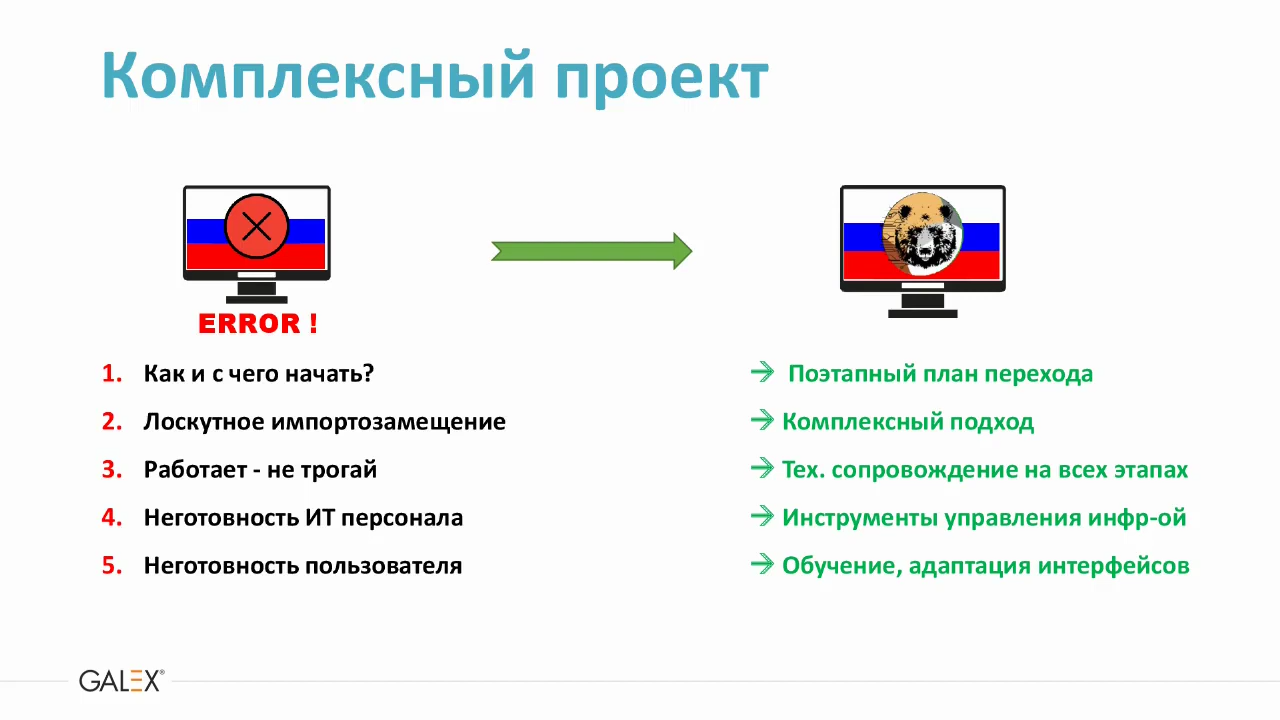 Комплексный проект
ERROR !
1. Как и с чего начать?
2. Лоскутное импортозамещение
3. Работает - не трогай
4. Неготовность ИТ персонала
5. Неготовность пользователя
→ Поэтапный план перехода
→ Комплексный подход
→ Тех. сопровождение на всех этапах
→ Инструменты управления инфр-ой
→ Обучение, адаптация интерфейсов
GALEX®